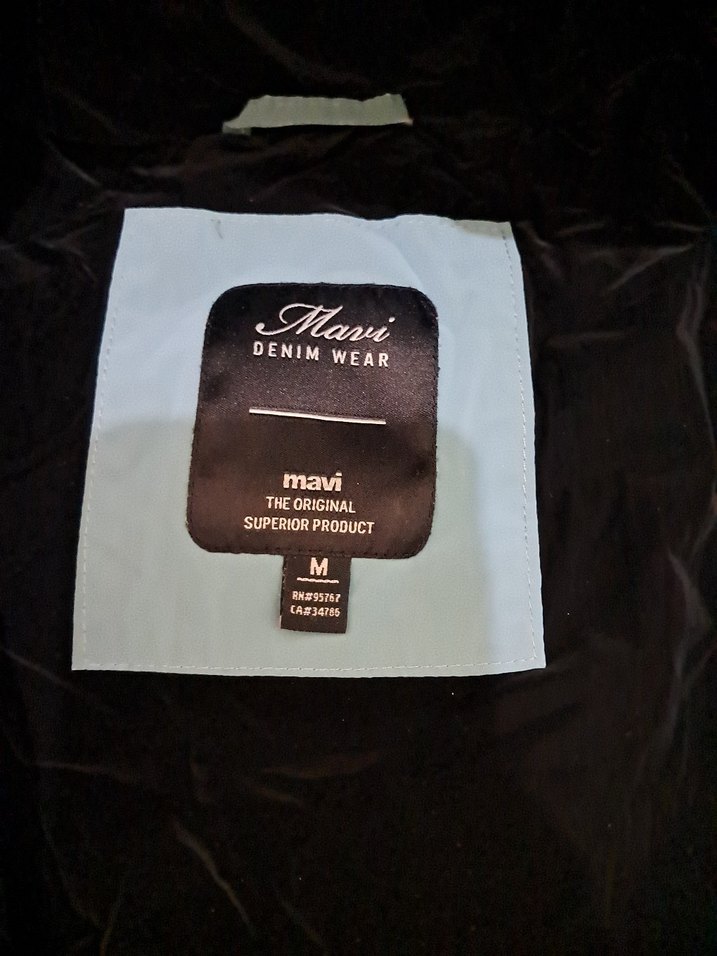 Mavi
DENIM WEAR
mavi
THE ORIGINAL
SUPERIOR PRODUCT
M
RN#95767
CA#34786